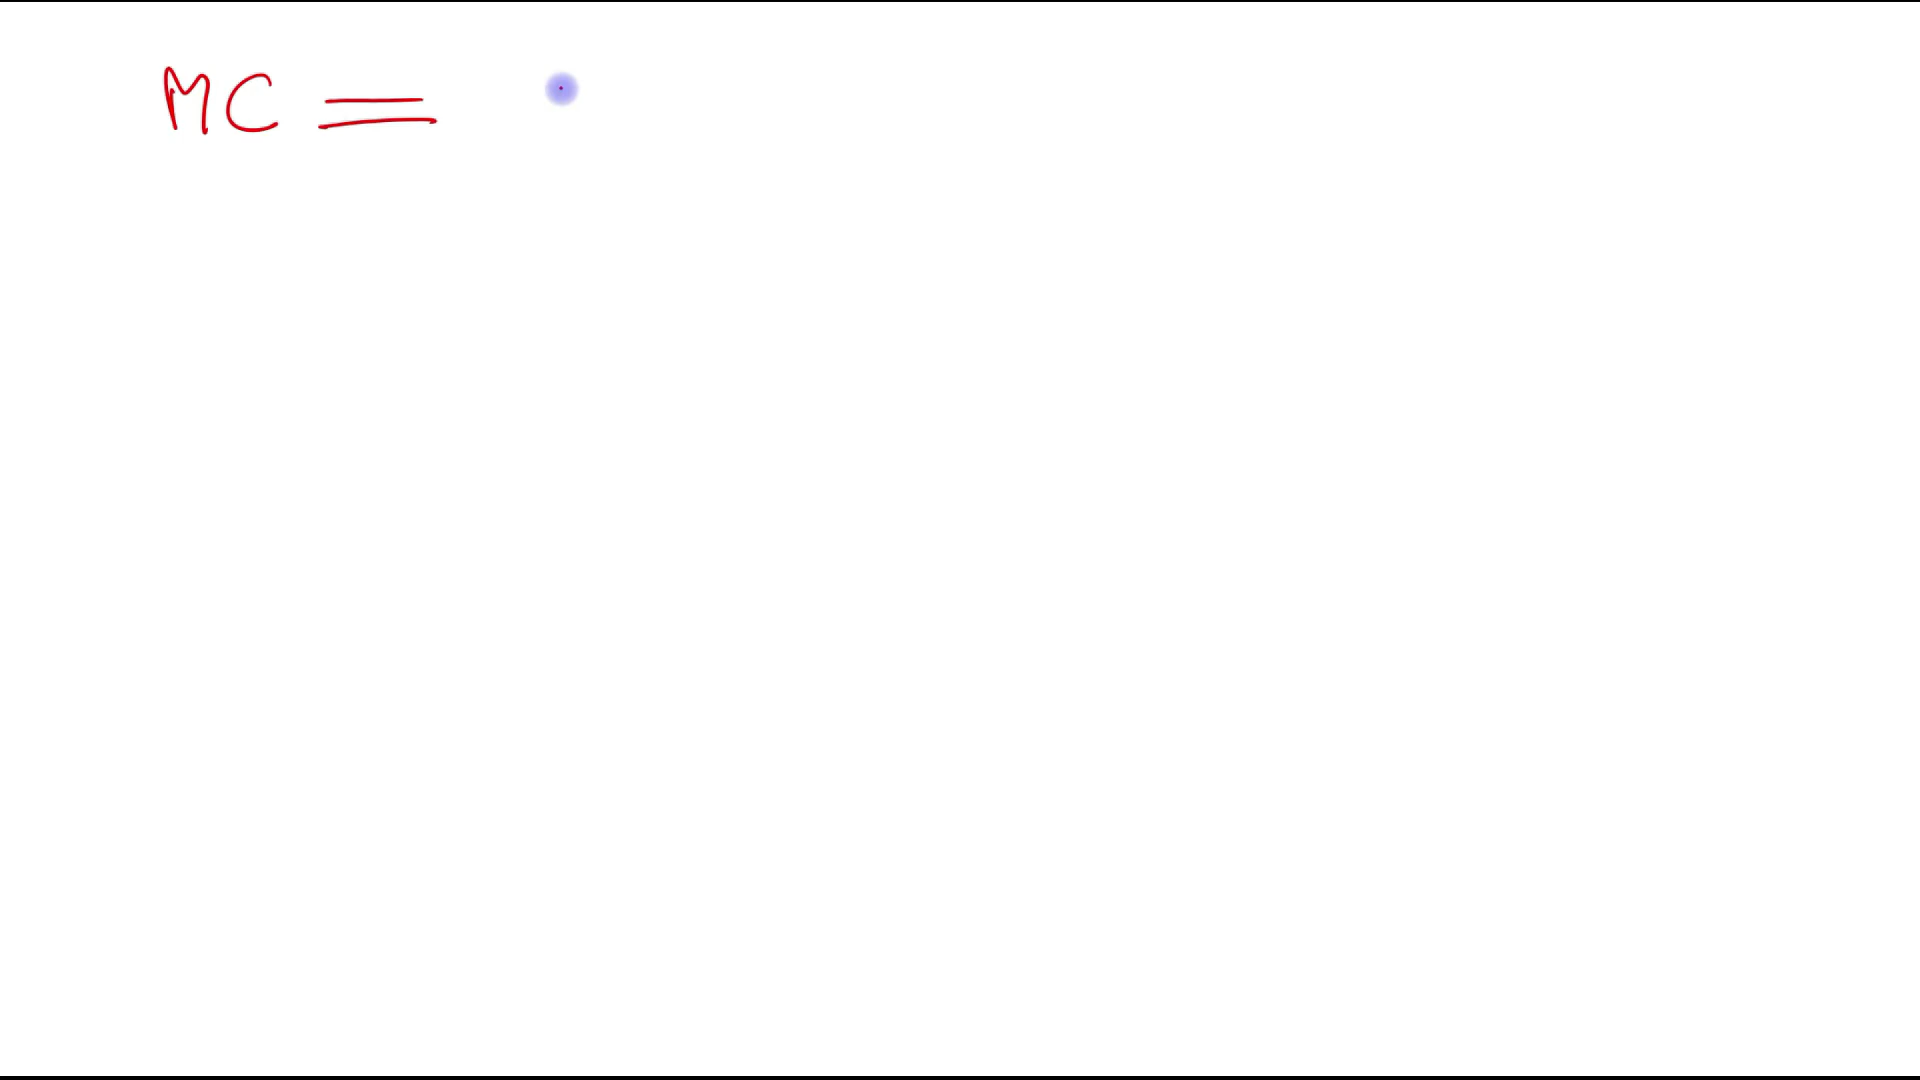 MC =